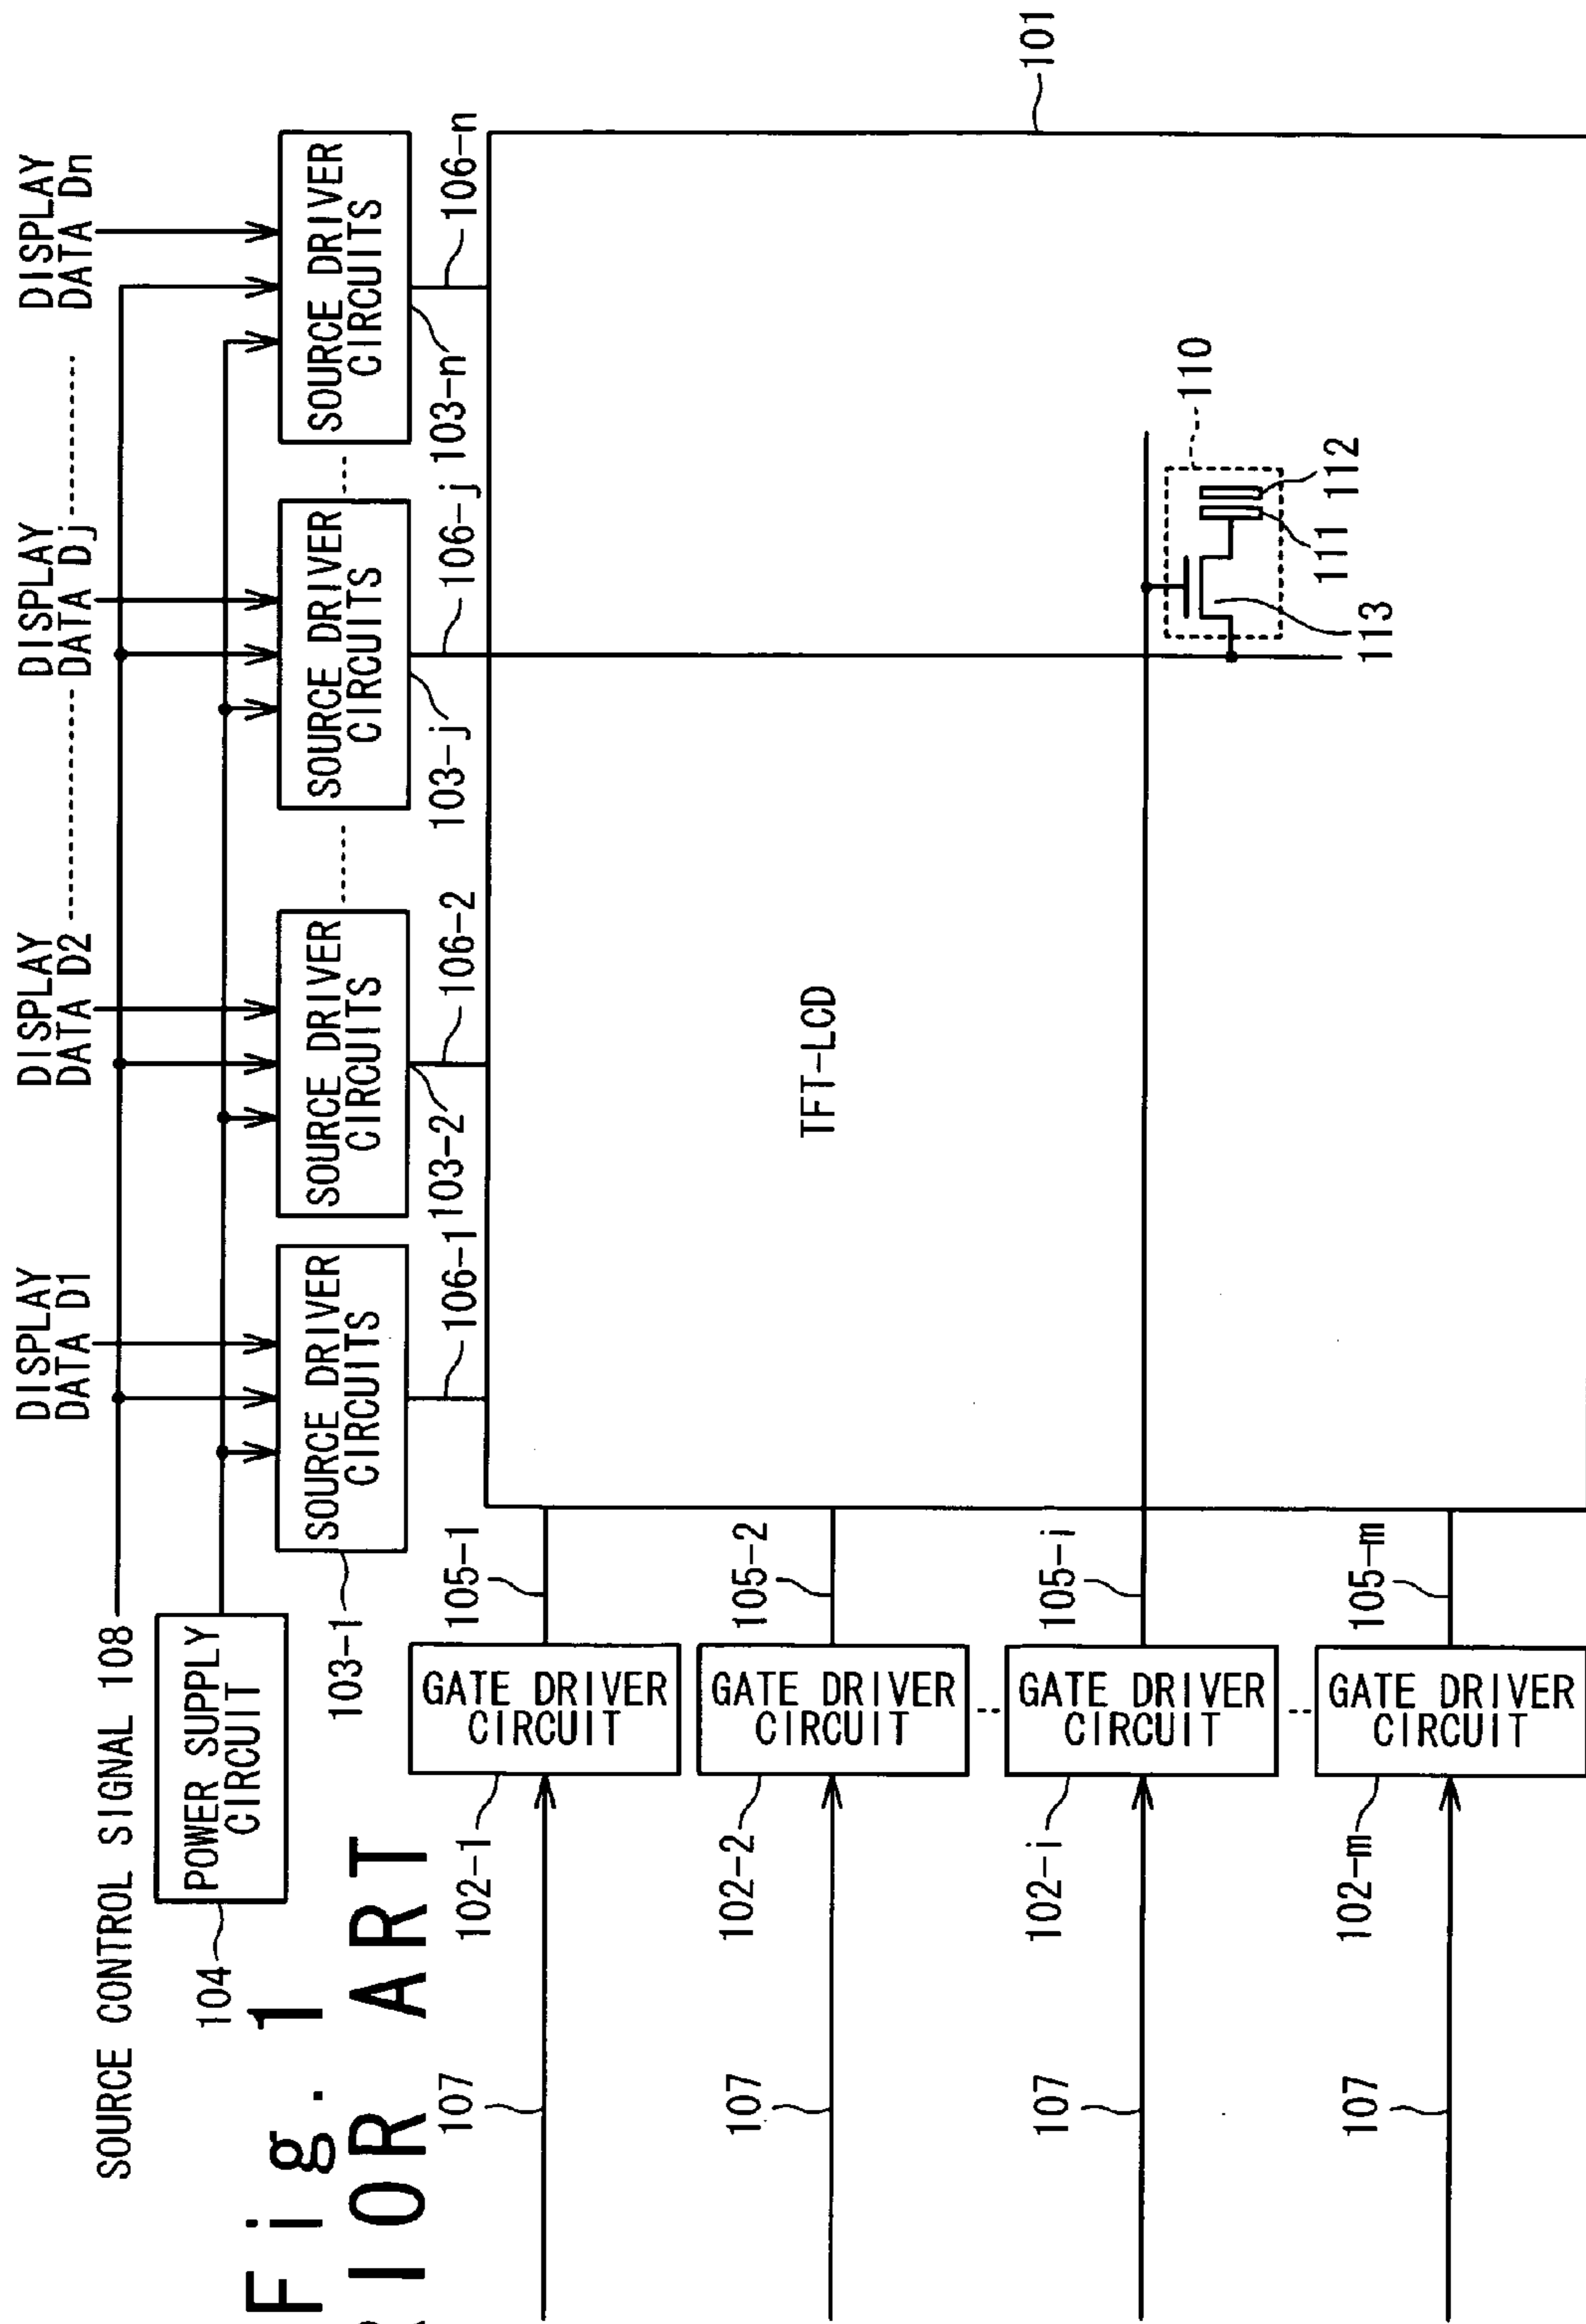 Fig. 1
RIOR ART
SOURCE CONTROL SIGNAL 108
DISPLAY
DATA D1
DISPLAY
DATA D2
DISPLAY
DATA Dj
DISPLAY
DATA Dn
104
POWER SUPPLY
CIRCUIT
103-1
SOURCE DRIVER
CIRCUITS
SOURCE DRIVER
CIRCUITS
SOURCE DRIVER
CIRCUITS
SOURCE DRIVER
CIRCUITS
106-1
103-2
106-2
103-j
106-j
103-n
106-n
107
102-1
GATE DRIVER
CIRCUIT
105-1
107
102-2
GATE DRIVER
CIRCUIT
105-2
TFT-LCD
107
102-i
GATE DRIVER
CIRCUIT
105-i
107
102-m
GATE DRIVER
CIRCUIT
105-m
101
110
113
111
112